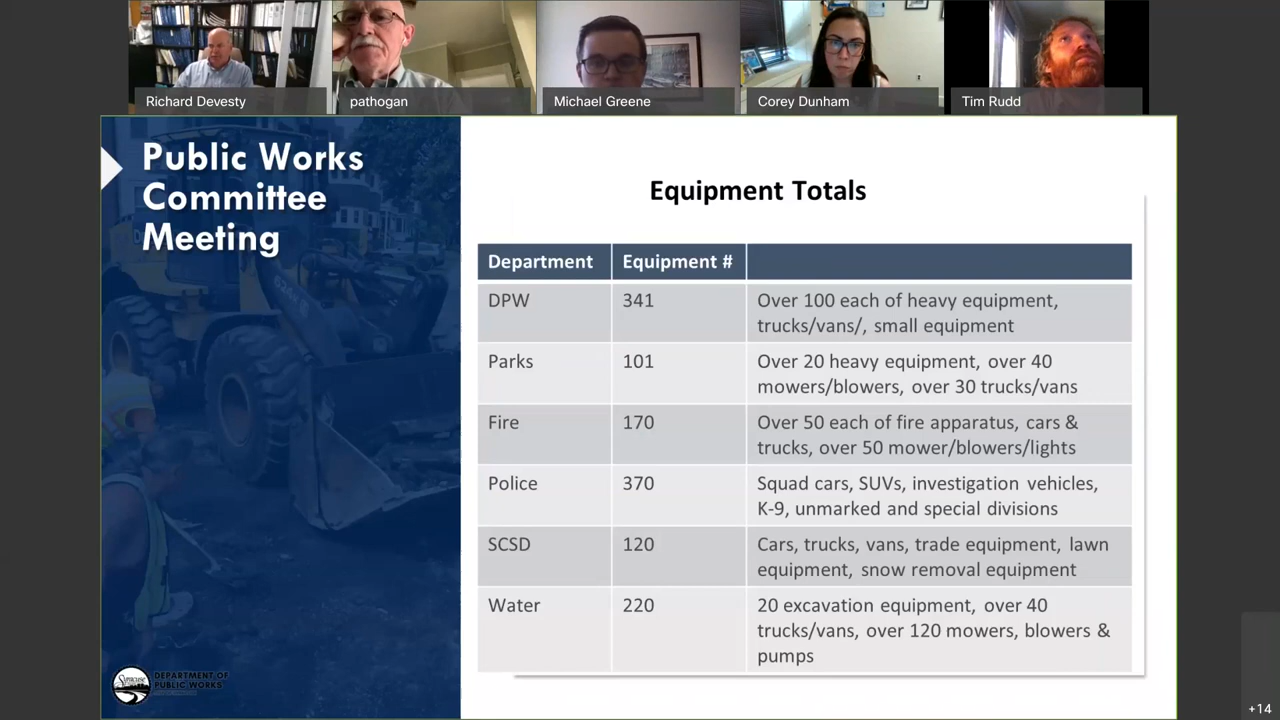 Richard Devesty
pathogan
Michael Greene
Corey Dunham
Tim Rudd
Public Works
Committee
Meeting
Equipment Totals
Department Equipment #
DPW 341 Over 100 each of heavy equipment,
trucks/vans/, small equipment
Parks 101 Over 20 heavy equipment, over 40
mowers/blowers, over 30 trucks/vans
Fire 170 Over 50 each of fire apparatus, cars &
trucks, over 50 mower/blowers/lights
Police 370 Squad cars, SUVs, investigation vehicles,
K-9, unmarked and special divisions
SCSD 120 Cars, trucks, vans, trade equipment, lawn
equipment, snow removal equipment
Water 220 20 excavation equipment, over 40
trucks/vans, over 120 mowers, blowers &
pumps
Syracuse
DEPARTMENT OF
PUBLIC WORKS
+14